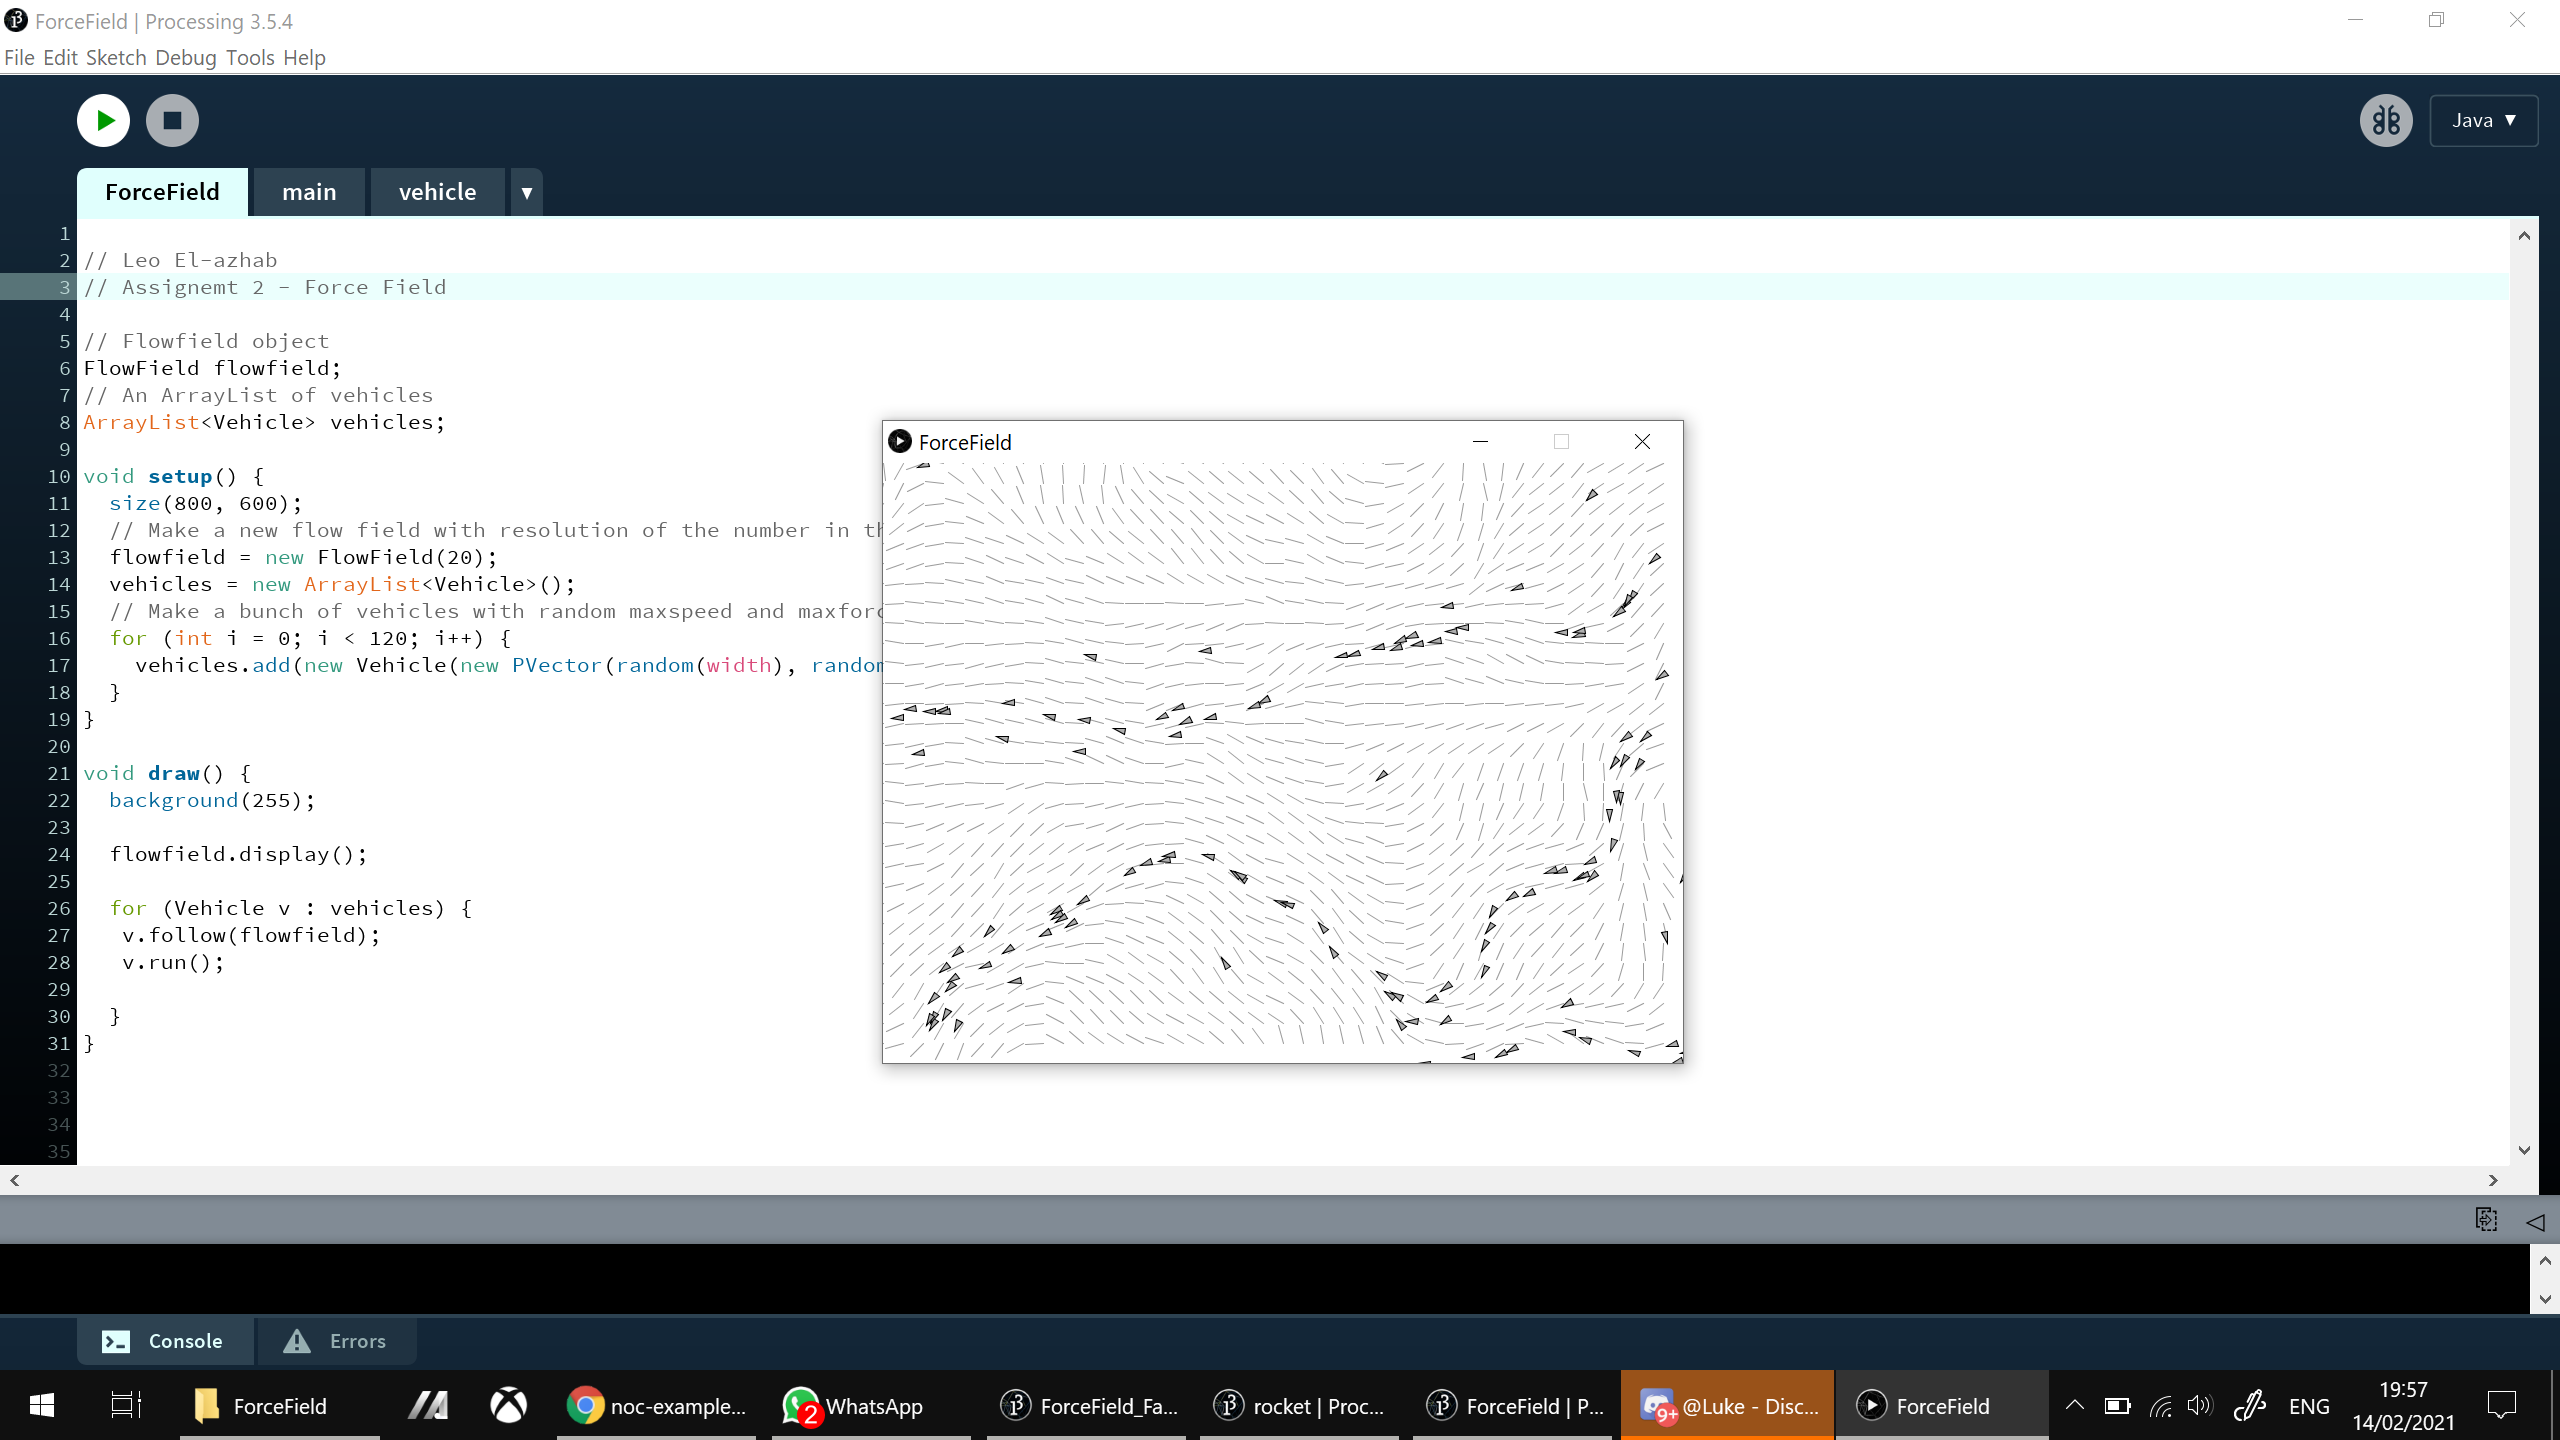 ForceField | Processing 3.5.4
File Edit Sketch Debug Tools Help
Java ▼
ForceField main vehicle ▼
1
2 // Leo El-azhab
3 // Assignemt 2 - Force Field
4
5 // Flowfield object
6 FlowField flowfield;
7 // An ArrayList of vehicles
8 ArrayList<Vehicle> vehicles;
9
10 void setup() {
11 size(800, 600);
12 // Make a new flow field with resolution of the number in th
13 flowfield = new FlowField(20);
14 vehicles = new ArrayList<Vehicle>();
15 // Make a bunch of vehicles with random maxspeed and maxforc
16 for (int i = 0; i < 120; i++) {
17 vehicles.add(new Vehicle(new PVector(random(width), random
18 }
19 }
20
21 void draw() {
22 background(255);
23
24 flowfield.display();
25
26 for (Vehicle v : vehicles) {
27 v.follow(flowfield);
28 v.run();
29
30 }
31 }
32
33
34
35
ForceField
Console Errors
ForceField noc-example... 2 WhatsApp ForceField_Fa... rocket | Proc... ForceField | P... 9+ @Luke - Disc... ForceField ENG 19:57
14/02/2021